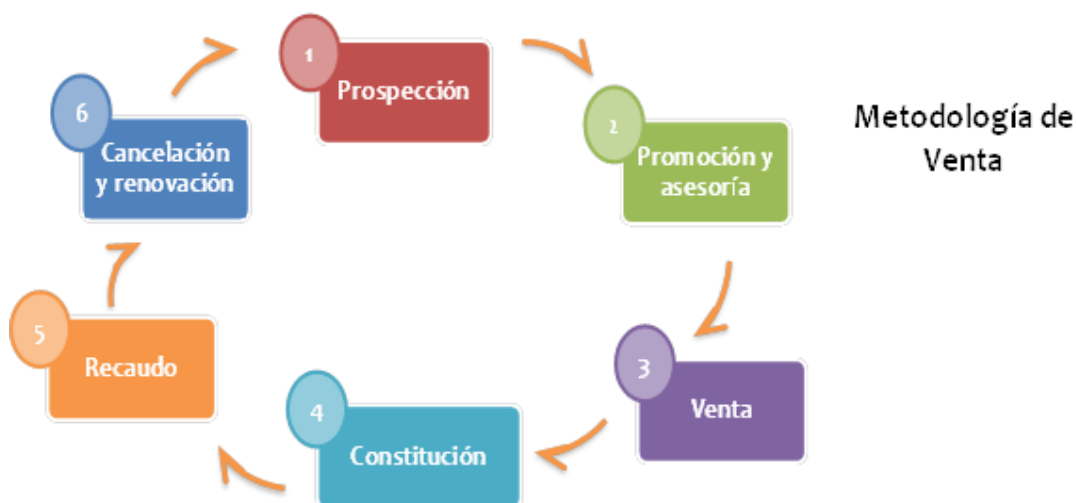 Metodología de
Venta
1
Prospección
2
Promoción y
asesoría
3
Venta
4
Constitución
5
Recaudo
6
Cancelación
y renovación